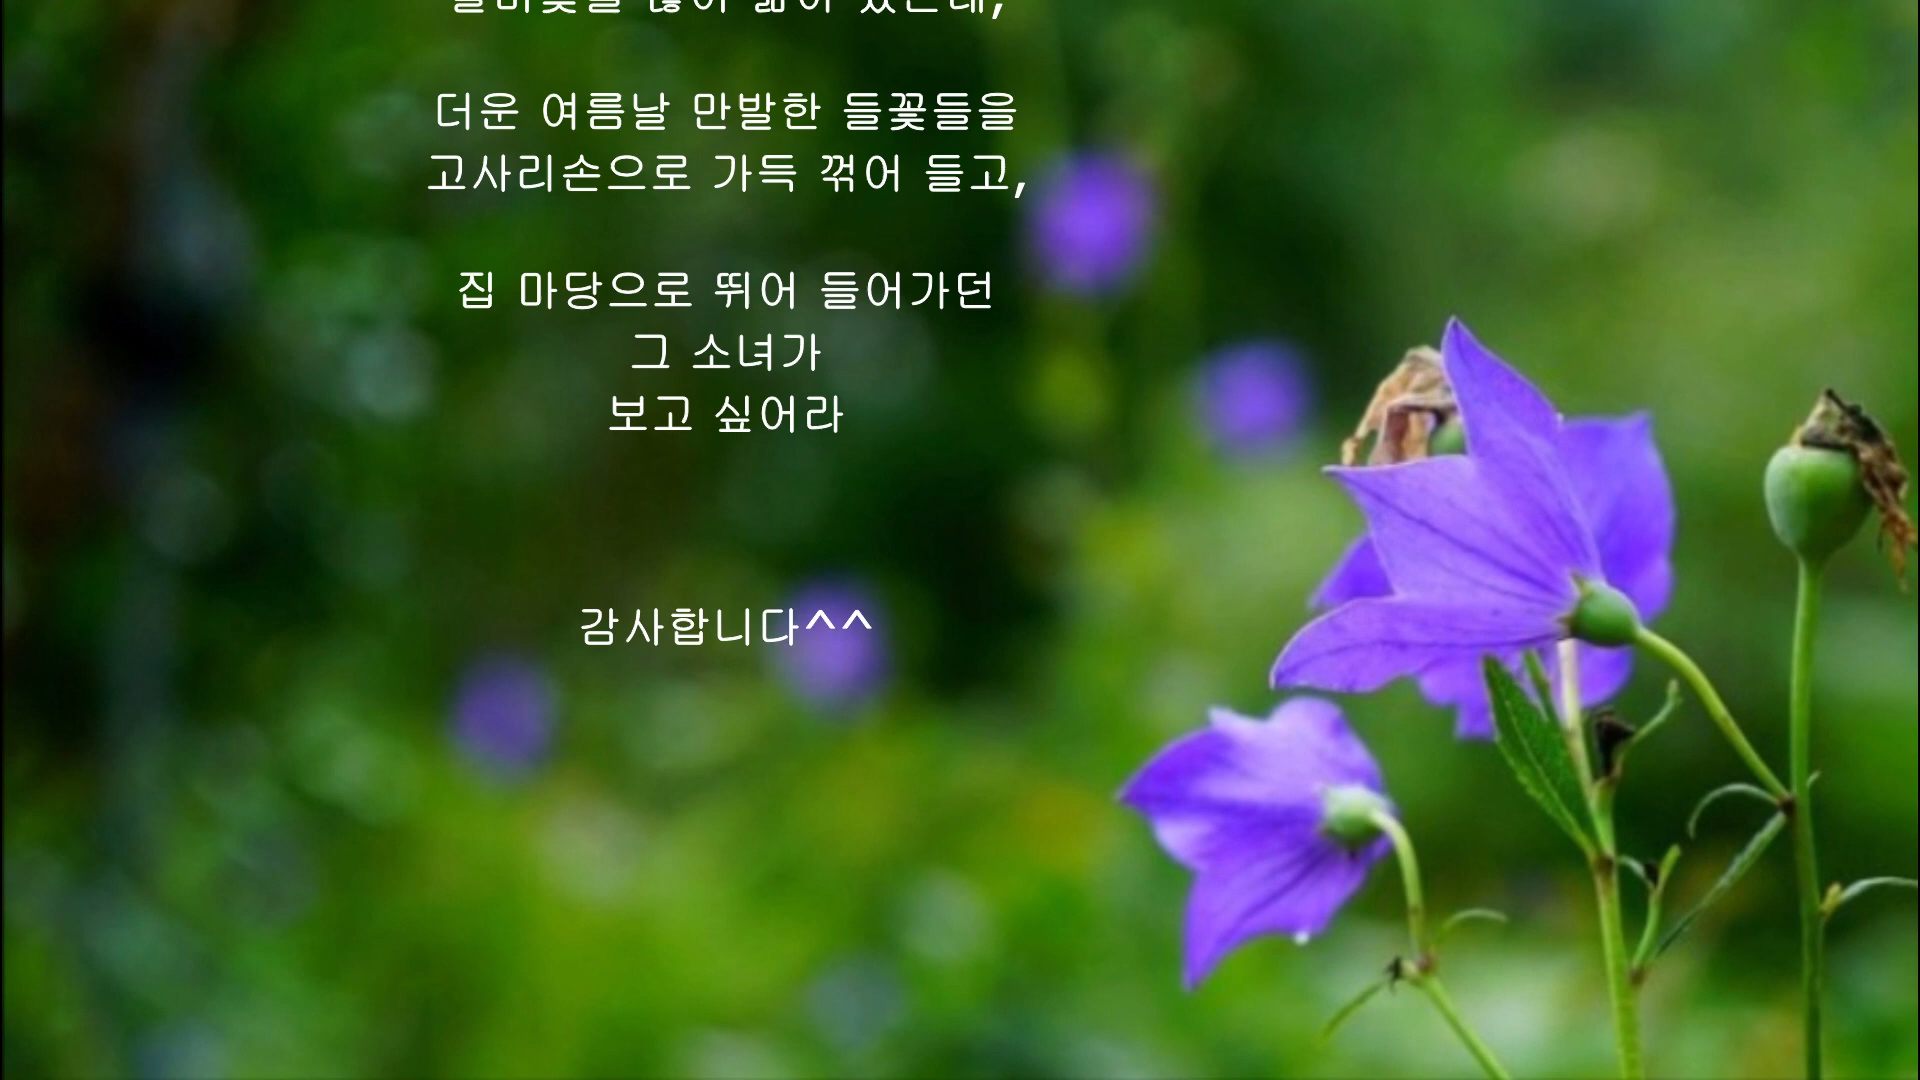 더운 여름날 만발한 들꽃들을
고사리손으로 가득 꺾어 들고,
집 마당으로 뛰어 들어가던
그 소녀가
보고 싶어라
감사합니다^^